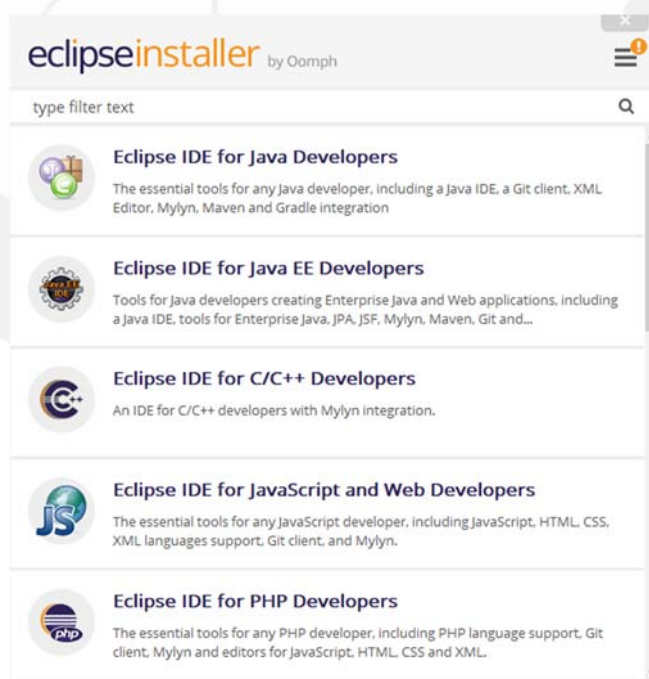 eclipseinstaller by Oomph
type filter text
Eclipse IDE for Java Developers
The essential tools for any Java developer, including a Java IDE, a Git client, XML
Editor, Mylyn, Maven and Gradle integration
Java EE
IDE
Eclipse IDE for Java EE Developers
Tools for Java developers creating Enterprise Java and Web applications, including
a Java IDE, tools for Enterprise Java, JPA, JSF, Mylyn, Maven, Git and...
C++
Eclipse IDE for C/C++ Developers
An IDE for C/C++ developers with Mylyn integration.
JS
Eclipse IDE for JavaScript and Web Developers
The essential tools for any JavaScript developer, including JavaScript, HTML, CSS,
XML languages support, Git client, and Mylyn.
php
Eclipse IDE for PHP Developers
The essential tools for any PHP developer, including PHP language support, Git
client, Mylyn and editors for JavaScript, HTML, CSS and XML.